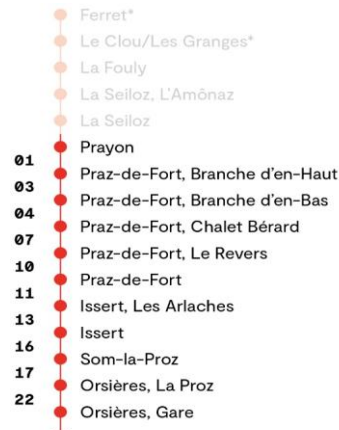 Ferret*
Le Clou/Les Granges*
La Fouly
La Seiloz, L'Amônaz
La Seiloz
Prayon
01
Praz-de-Fort, Branche d'en-Haut
03
Praz-de-Fort, Branche d'en-Bas
04
Praz-de-Fort, Chalet Bérard
07
Praz-de-Fort, Le Revers
10
Praz-de-Fort
11
Issert, Les Arlaches
13
Issert
16
Som-la-Proz
17
Orsières, La Proz
22
Orsières, Gare